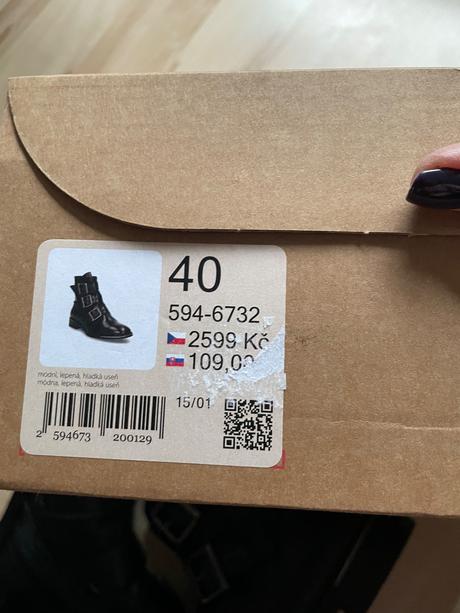 40
594-6732
2599 Kč
109,00
módní, lepená, hladká useň
módna, lepená, hladká useň
15/01
2 594673 200129